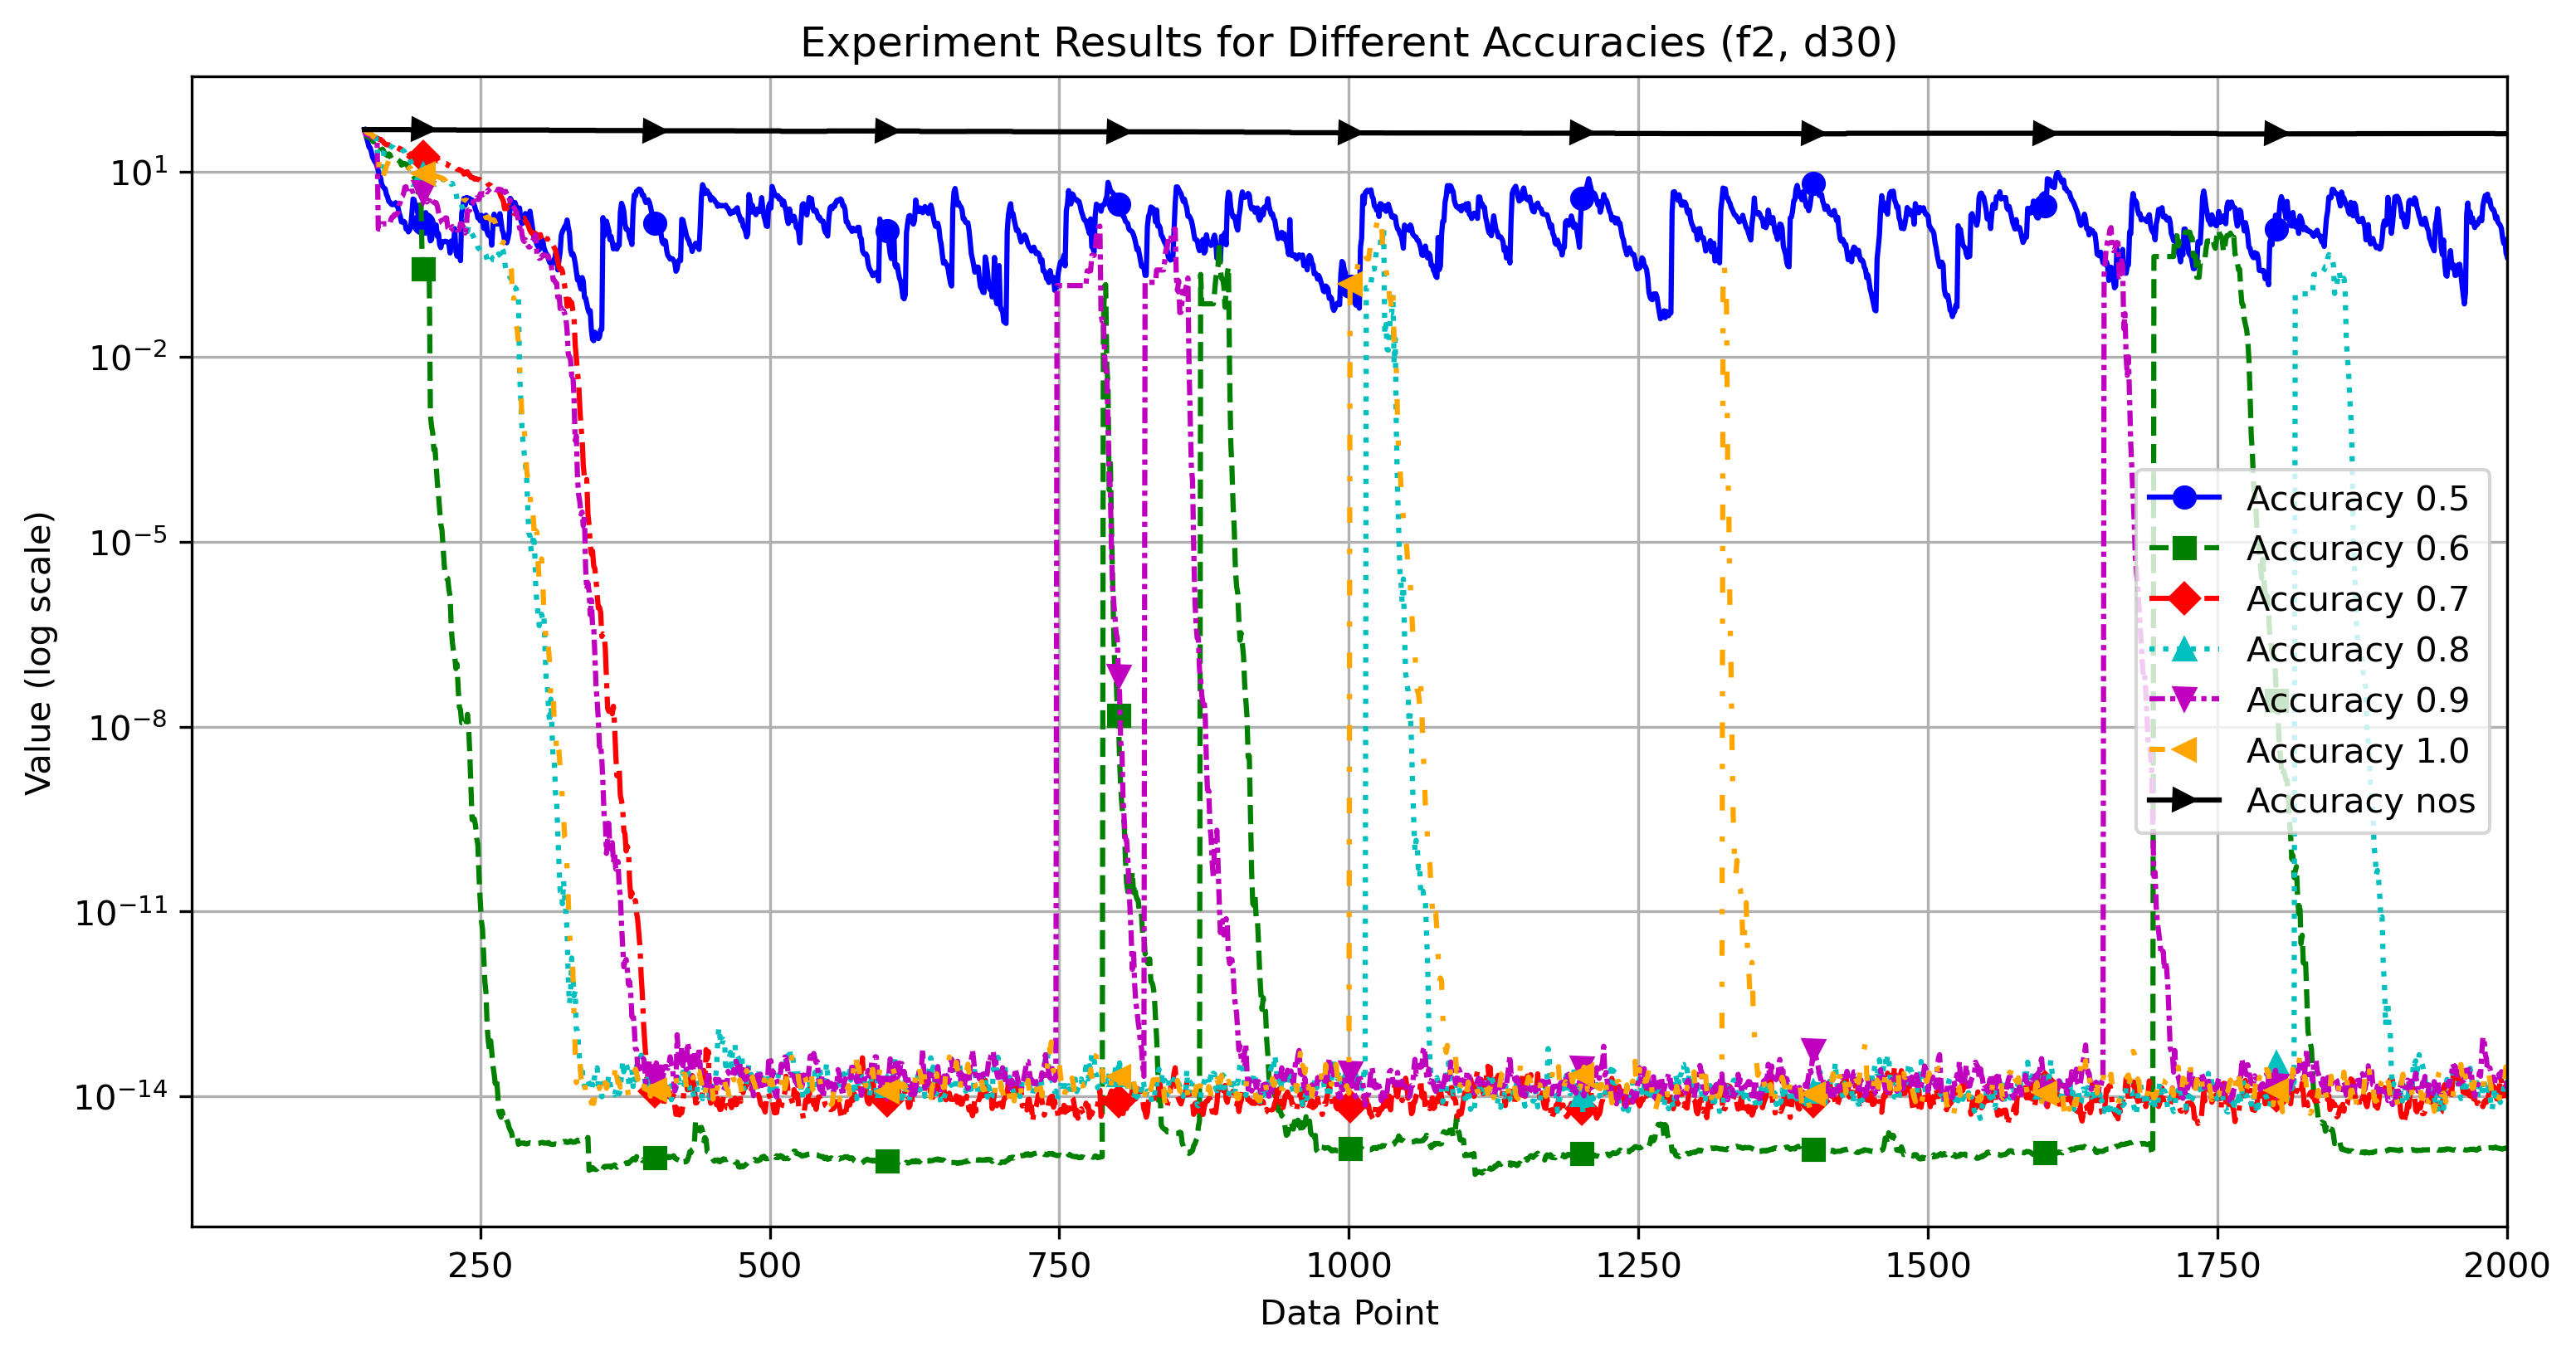 Experiment Results for Different Accuracies (f2, d30)
Value (log scale)
10¹
10⁻²
10⁻⁵
10⁻⁸
10⁻¹¹
10⁻¹⁴
Accuracy 0.5
Accuracy 0.6
Accuracy 0.7
Accuracy 0.8
Accuracy 0.9
Accuracy 1.0
Accuracy nos
250 500 750 1000 1250 1500 1750 2000
Data Point